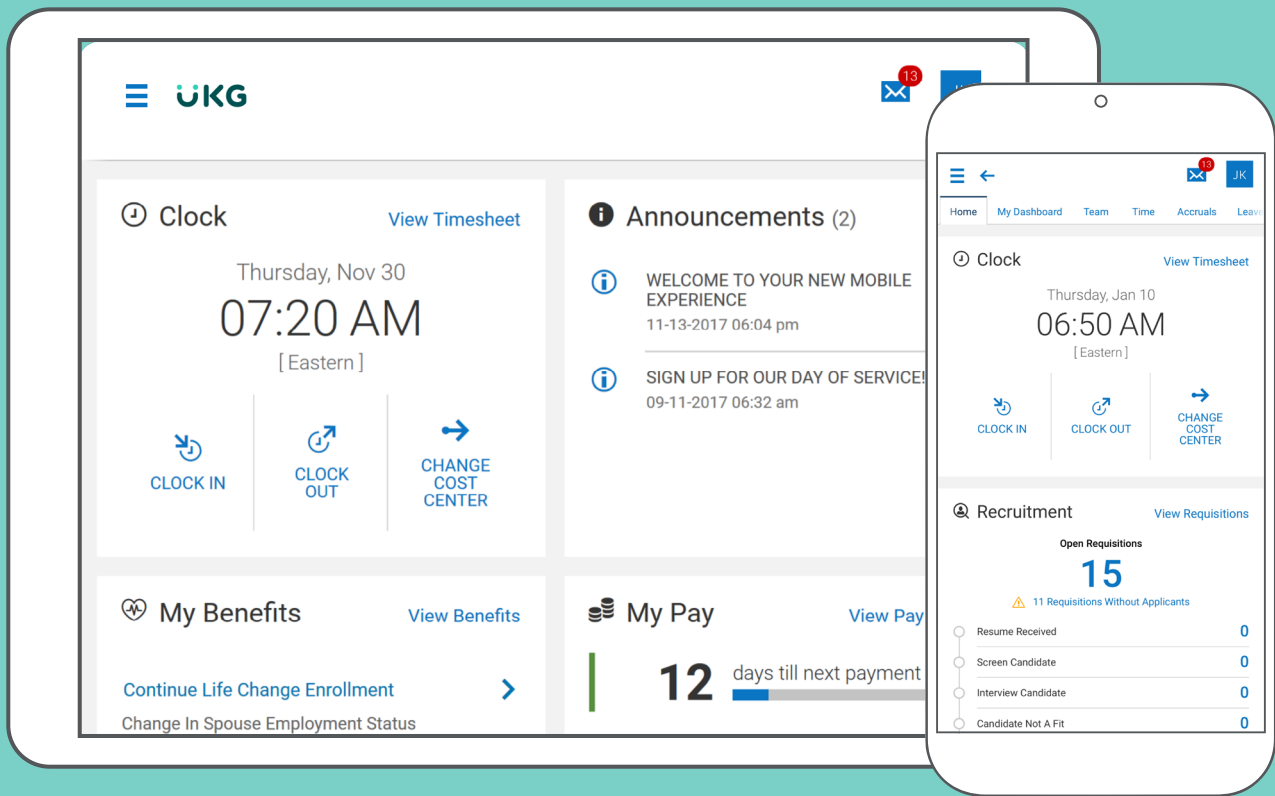 UKG
13
Clock
View Timesheet
Thursday, Nov 30
07:20 AM
[ Eastern ]
CLOCK IN
CLOCK
OUT
CHANGE
COST
CENTER
Announcements (2)
WELCOME TO YOUR NEW MOBILE
EXPERIENCE
11-13-2017 06:04 pm
SIGN UP FOR OUR DAY OF SERVICE!
09-11-2017 06:32 am
My Benefits
View Benefits
Continue Life Change Enrollment
Change In Spouse Employment Status
My Pay
View Pay
12
days till next payment
13
JK
Home
My Dashboard
Team
Time
Accruals
Leave
Clock
View Timesheet
Thursday, Jan 10
06:50 AM
[ Eastern ]
CLOCK IN
CLOCK OUT
CHANGE
COST
CENTER
Recruitment
View Requisitions
Open Requisitions
15
11 Requisitions Without Applicants
Resume Received 0
Screen Candidate 0
Interview Candidate 0
Candidate Not A Fit 0